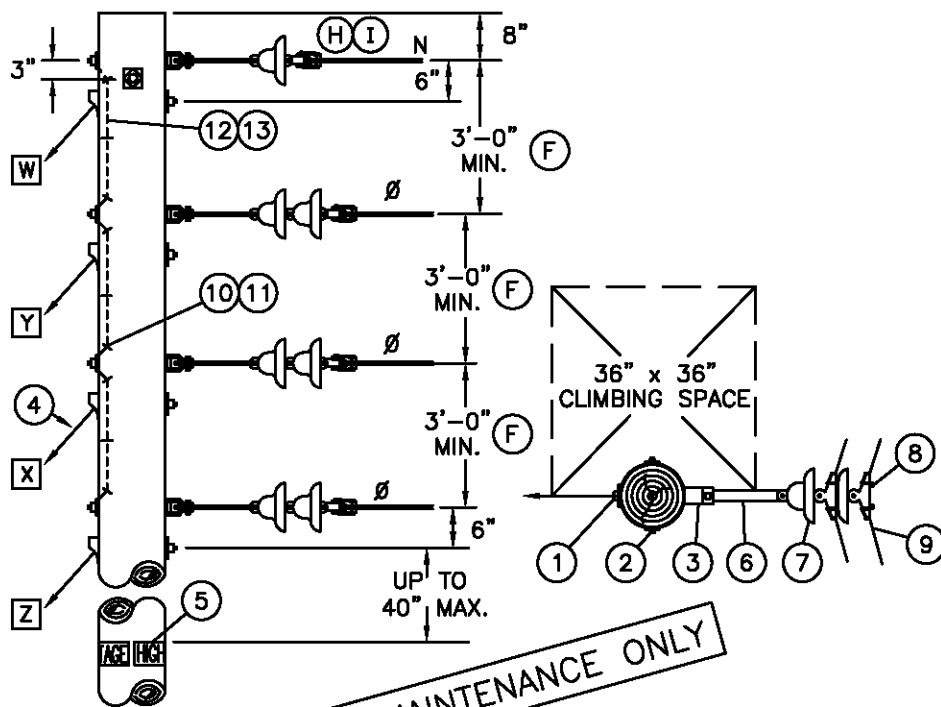 H I
N
8"
3"
6"
12 13
3'-0"
MIN.
F
W
Ø
Y
3'-0"
MIN.
F
10 11
Ø
36" x 36"
CLIMBING SPACE
4
X
3'-0"
MIN.
F
8
Ø
6"
1
2
3
6
7
9
Z
UP TO
40" MAX.
5
TAGE HIGH
MAINTENANCE ONLY